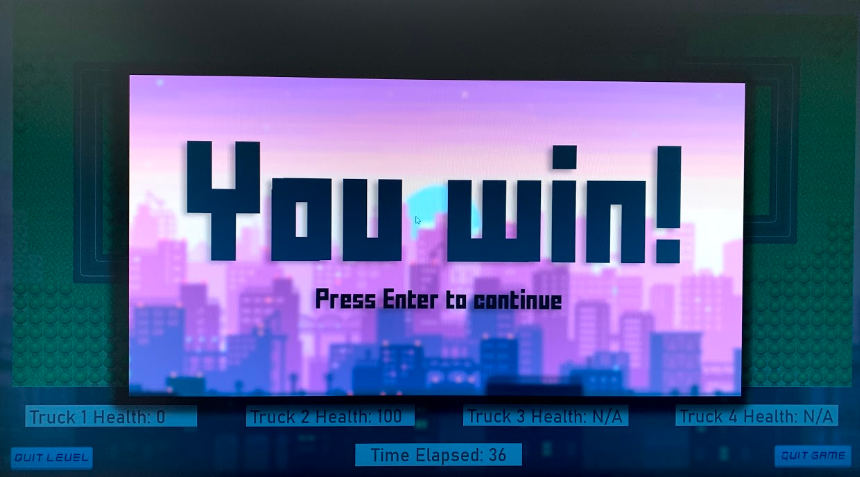 You win!
Press Enter to continue
Truck 1 Health: 0
Truck 2 Health: 100
Truck 3 Health: N/A
Truck 4 Health: N/A
QUIT LEVEL
Time Elapsed: 36
QUIT GAME